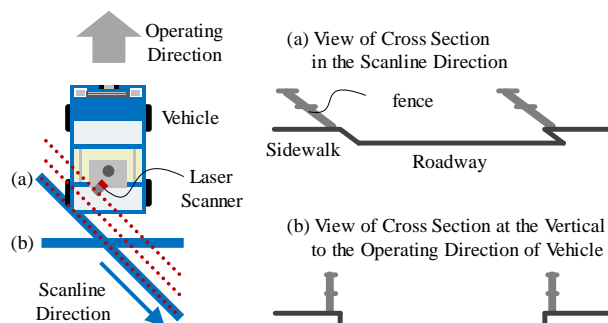 Operating
Direction
Vehicle
Laser
Scanner
(a)
(b)
Scanline
Direction
(a) View of Cross Section
in the Scanline Direction
fence
Sidewalk
Roadway
(b) View of Cross Section at the Vertical
to the Operating Direction of Vehicle